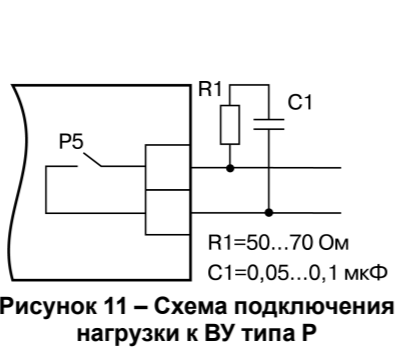 R1
C1
P5
R1=50...70 Ом
C1=0,05...0,1 мкФ
Рисунок 11 – Схема подключения
нагрузки к ВУ типа Р